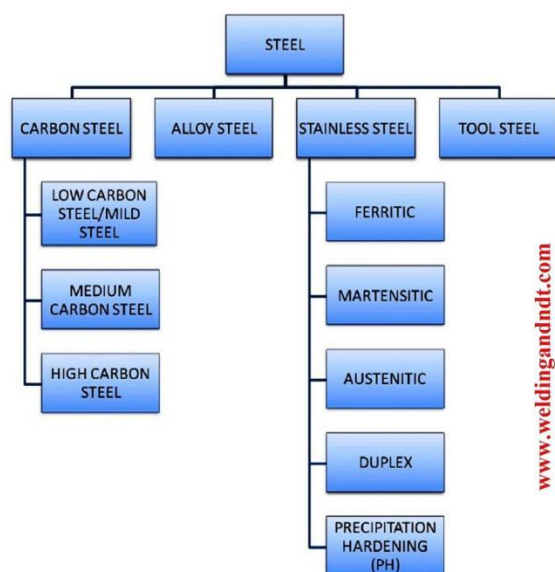 STEEL
CARBON STEEL
ALLOY STEEL
STAINLESS STEEL
TOOL STEEL
LOW CARBON
STEEL/MILD
STEEL
MEDIUM
CARBON STEEL
HIGH CARBON
STEEL
FERRITIC
MARTENSITIC
AUSTENITIC
DUPLEX
PRECIPITATION
HARDENING
(PH)
www.weldingandndt.com